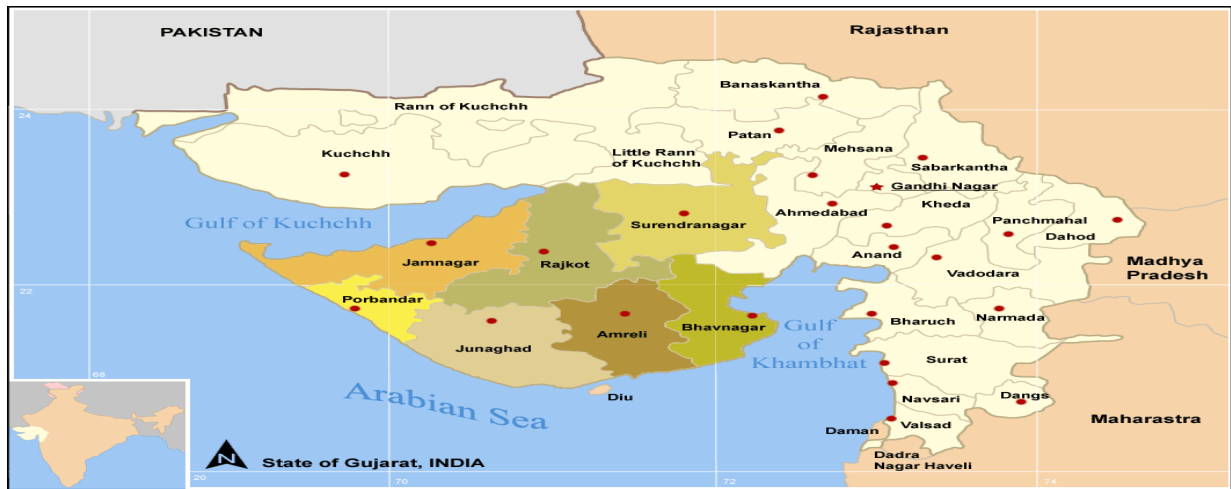 PAKISTAN
Rajasthan
Banaskantha
24
Rann of Kuchchh
Patan
Mehsana
Kuchchh
Little Rann
of Kuchchh
Sabarkantha
Gandhi Nagar
Kheda
Ahmedabad
Panchmahal
Gulf of Kuchchh
Surendranagar
Dahod
Anand
Jamnagar
Rajkot
Madhya
Pradesh
Vadodara
22
Porbandar
Bharuch
Narmada
Amreli
Bhavnagar
Gulf
of
Khambhat
Junaghad
Surat
68
Arabian Sea
Diu
Navsari
Dangs
Maharastra
Valsad
Daman
Dadra
Nagar Haveli
N
State of Gujarat, INDIA
20
70
72
74